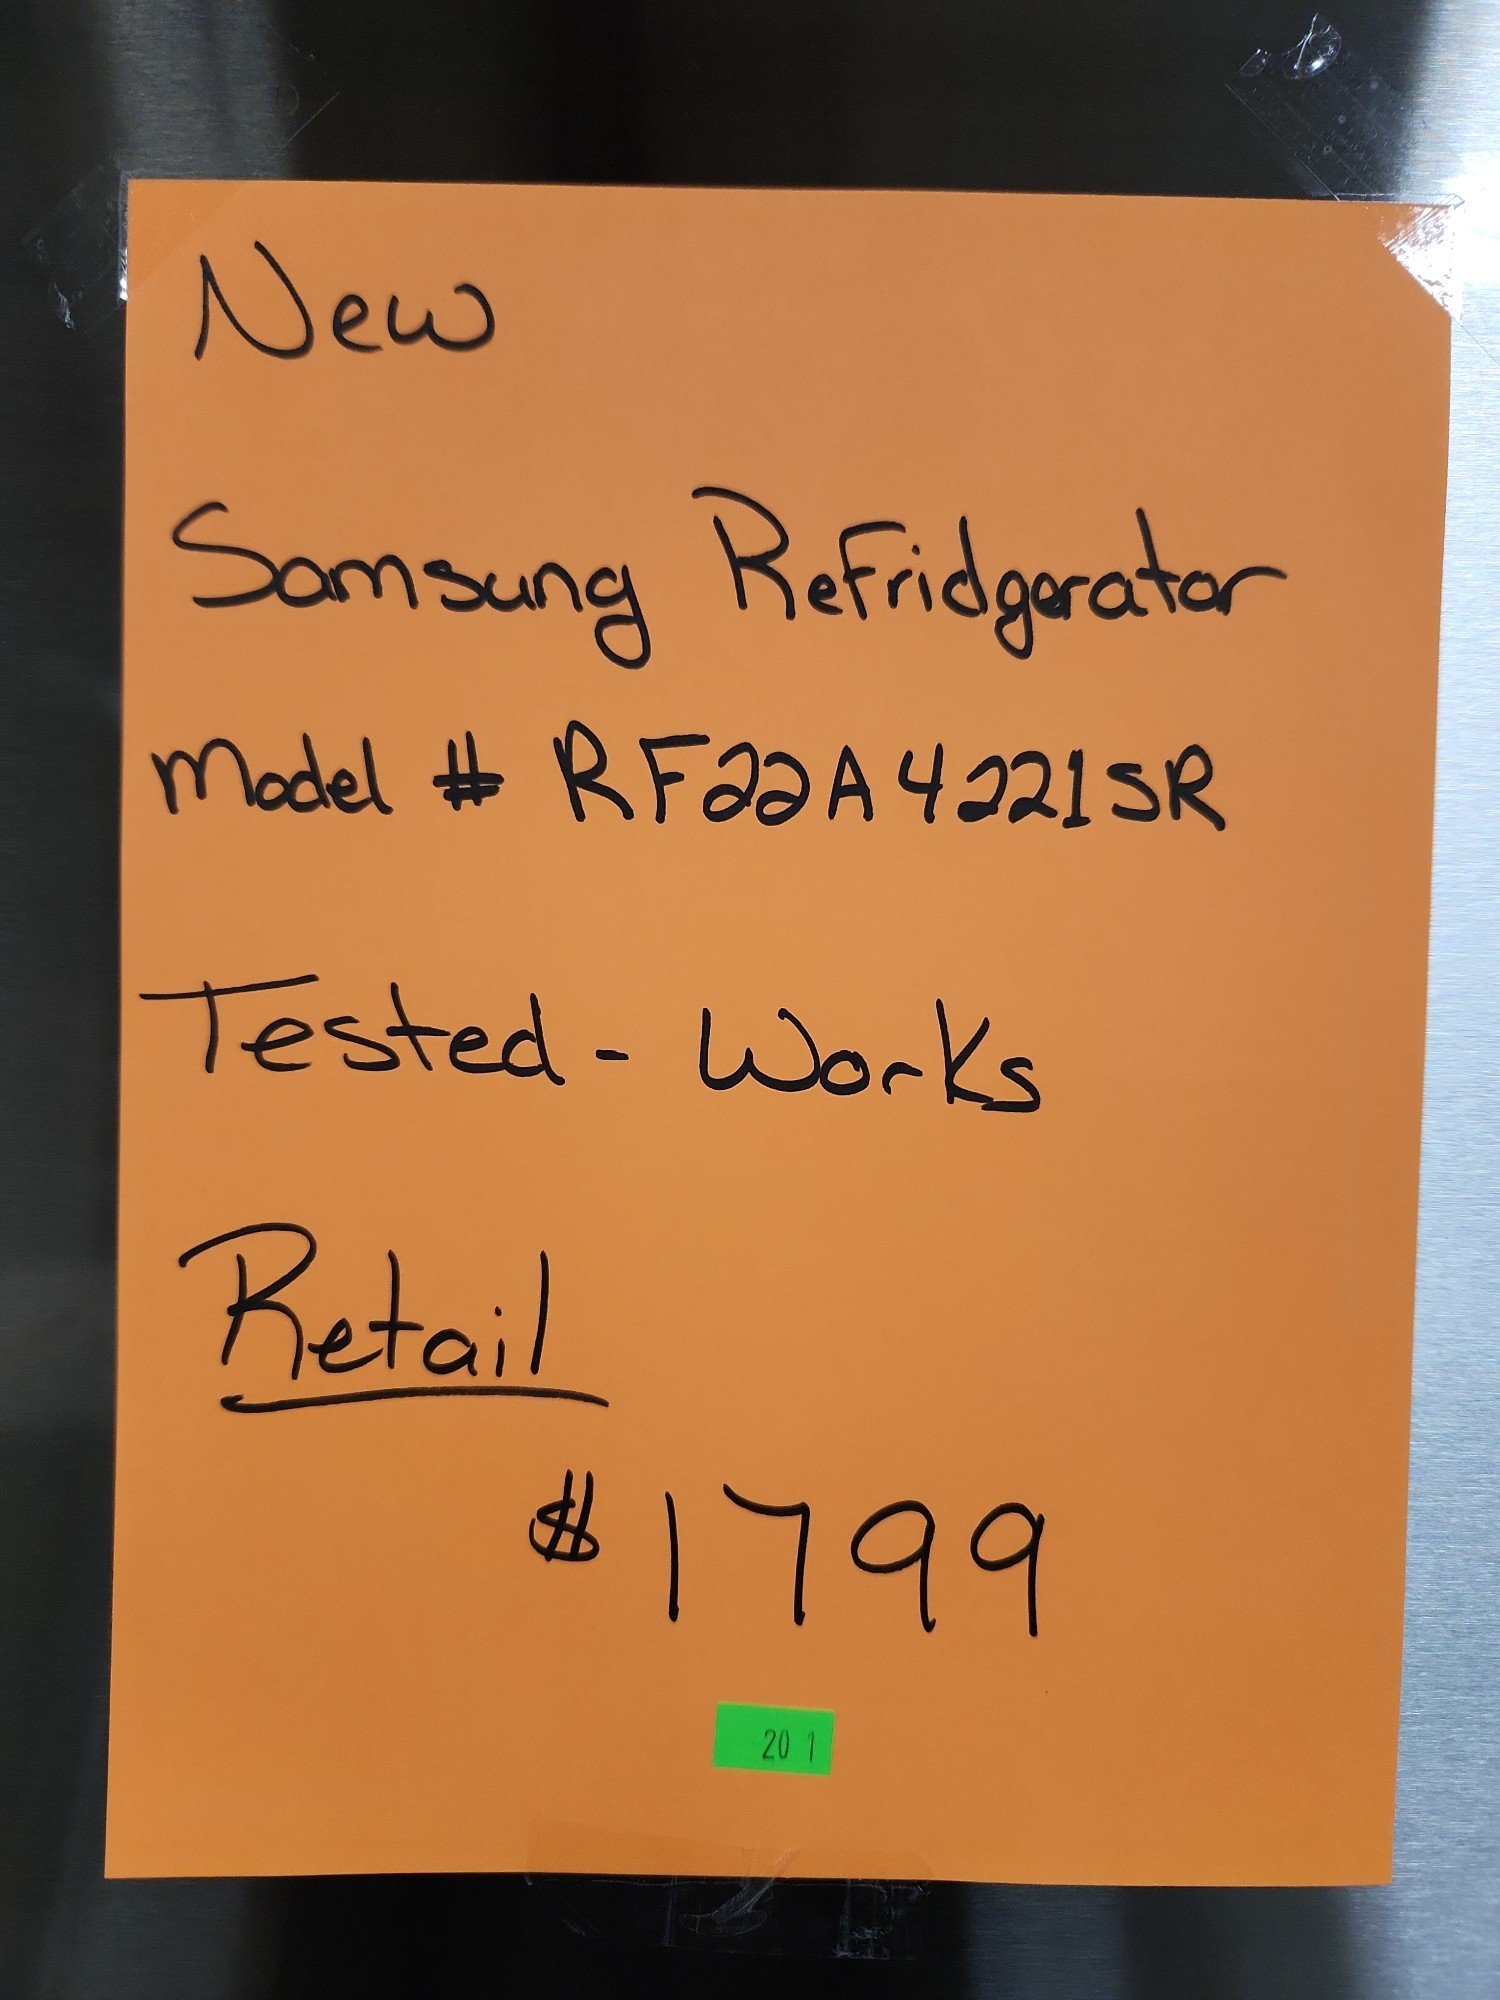 New
Samsung Refridgerator
Model # RF22A4221SR
Tested - Works
Retail
$1799
20 1